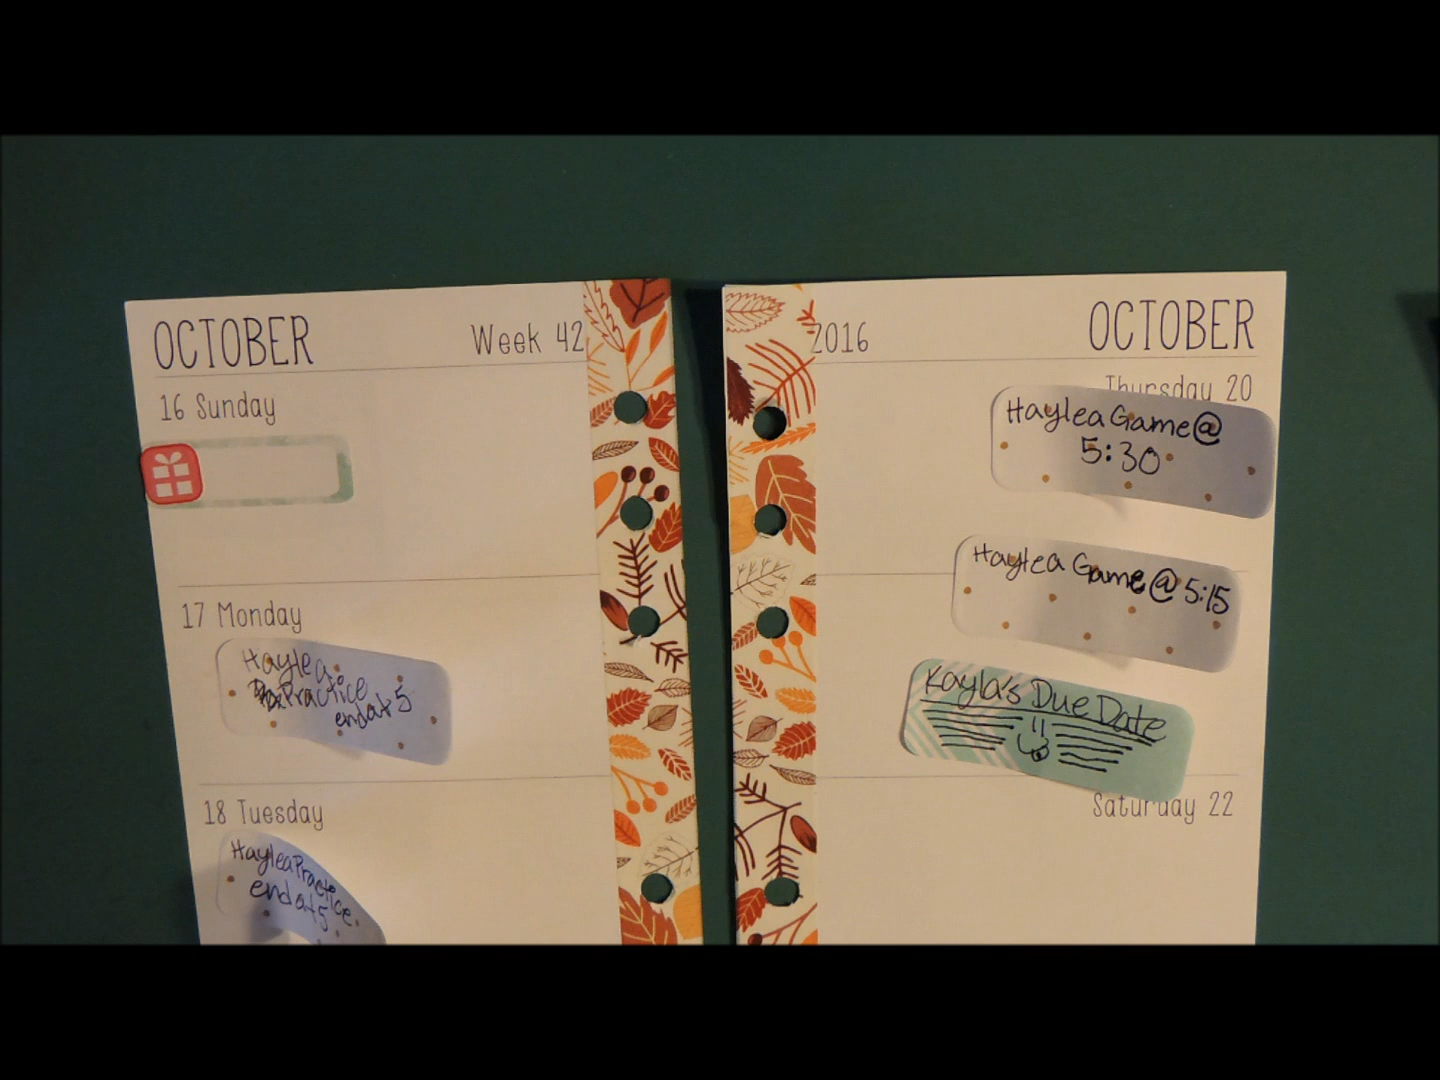 OCTOBER
Week 42
16 Sunday
17 Monday
Haylea
Practice
end at 5
18 Tuesday
Haylea Practice
end at 5
2016
OCTOBER
Thursday 20
Haylea Game @
5:30
Haylea Game @ 5:15
Kayla's Due Date
Saturday 22